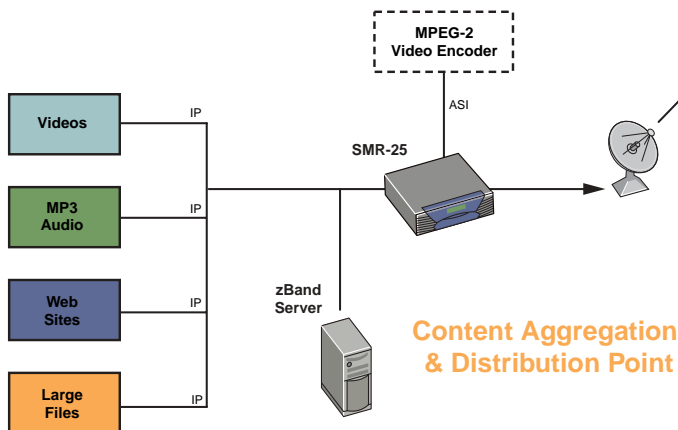 MPEG-2
Video Encoder
ASI
SMR-25
Videos
IP
MP3
Audio
IP
Web
Sites
IP
Large
Files
IP
zBand
Server
Content Aggregation
& Distribution Point